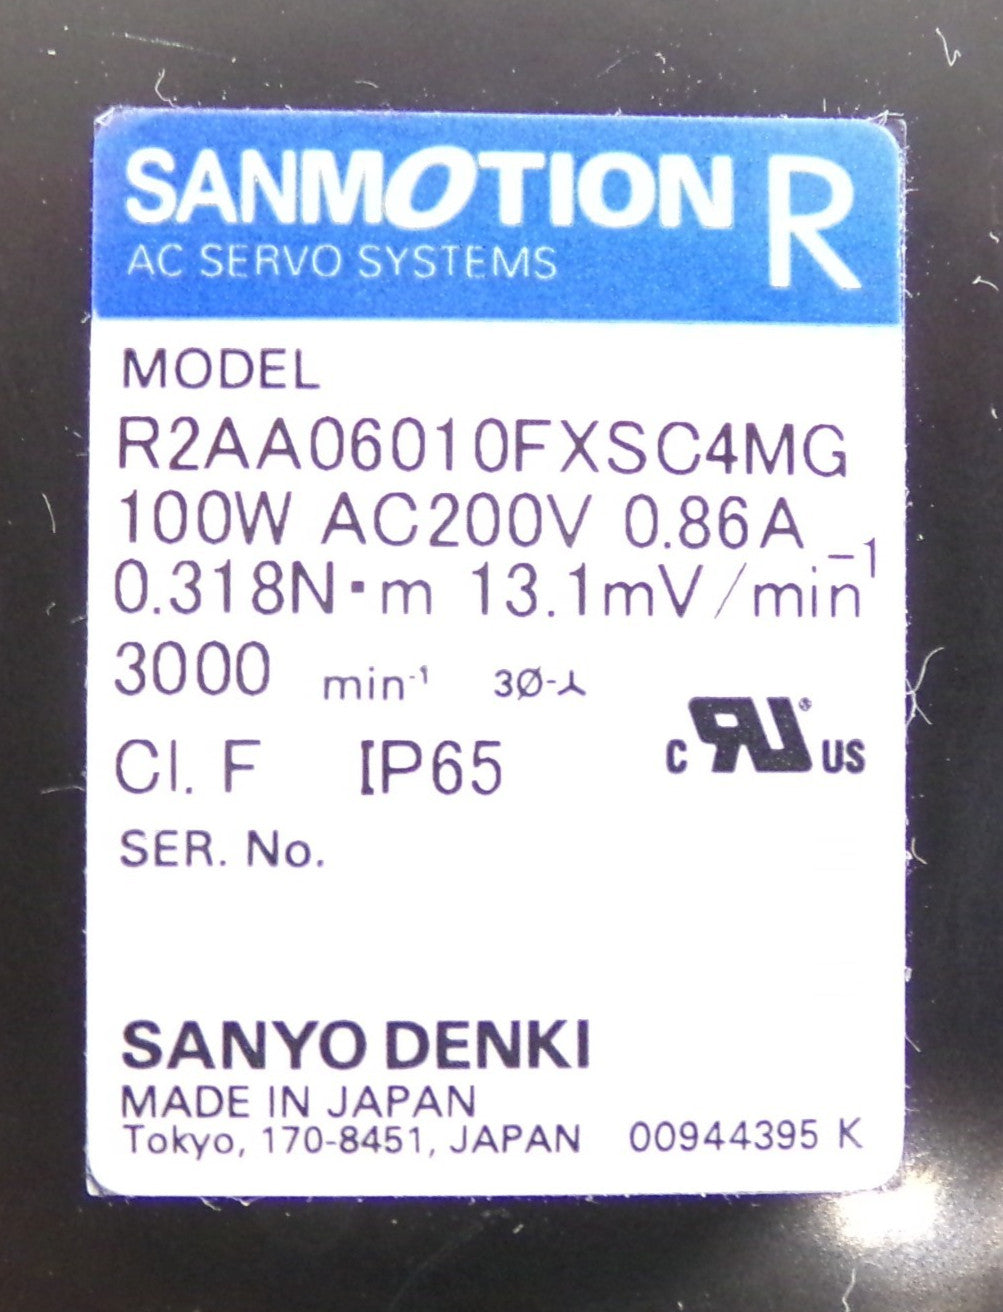 SANMOTION R
AC SERVO SYSTEMS
MODEL
R2AA06010FXSC4MG
100W AC200V 0.86A
0.318N·m 13.1mV/min⁻¹
3000 min⁻¹ 3Ø-⅄
Cl. F IP65
c RU ® US
SER. No.
SANYO DENKI
MADE IN JAPAN
Tokyo, 170-8451, JAPAN 00944395 K